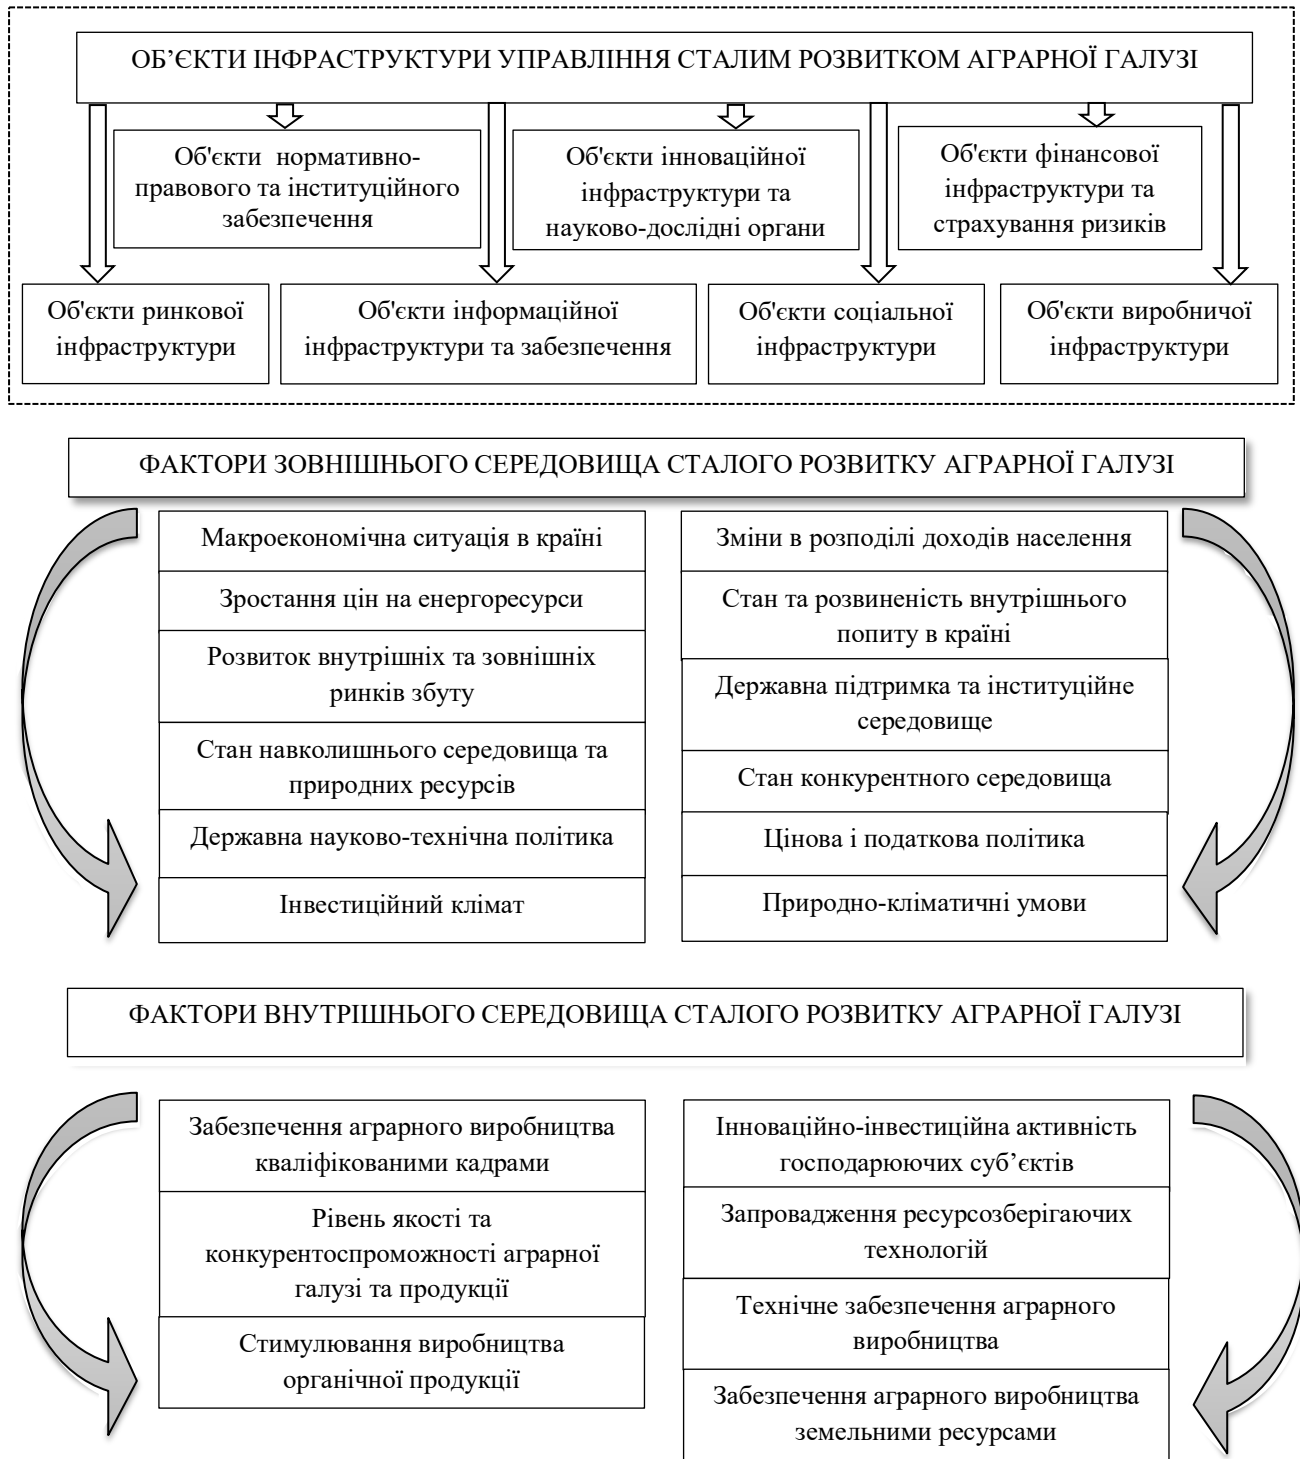 ОБ’ЄКТИ ІНФРАСТРУКТУРИ УПРАВЛІННЯ СТАЛИМ РОЗВИТКОМ АГРАРНОЇ ГАЛУЗІ
Об'єкти нормативно-
правового та інституційного
забезпечення
Об'єкти інноваційної
інфраструктури та
науково-дослідні органи
Об'єкти фінансової
інфраструктури та
страхування ризиків
Об'єкти ринкової
інфраструктури
Об'єкти інформаційної
інфраструктури та забезпечення
Об'єкти соціальної
інфраструктури
Об'єкти виробничої
інфраструктури
ФАКТОРИ ЗОВНІШНЬОГО СЕРЕДОВИЩА СТАЛОГО РОЗВИТКУ АГРАРНОЇ ГАЛУЗІ
Макроекономічна ситуація в країні
Зростання цін на енергоресурси
Розвиток внутрішніх та зовнішніх
ринків збуту
Стан навколишнього середовища та
природних ресурсів
Державна науково-технічна політика
Інвестиційний клімат
Зміни в розподілі доходів населення
Стан та розвиненість внутрішнього
попиту в країні
Державна підтримка та інституційне
середовище
Стан конкурентного середовища
Цінова і податкова політика
Природно-кліматичні умови
ФАКТОРИ ВНУТРІШНЬОГО СЕРЕДОВИЩА СТАЛОГО РОЗВИТКУ АГРАРНОЇ ГАЛУЗІ
Забезпечення аграрного виробництва
кваліфікованими кадрами
Рівень якості та
конкурентоспроможності аграрної
галузі та продукції
Стимулювання виробництва
органічної продукції
Інноваційно-інвестиційна активність
господарюючих суб’єктів
Запровадження ресурсозберігаючих
технологій
Технічне забезпечення аграрного
виробництва
Забезпечення аграрного виробництва
земельними ресурсами